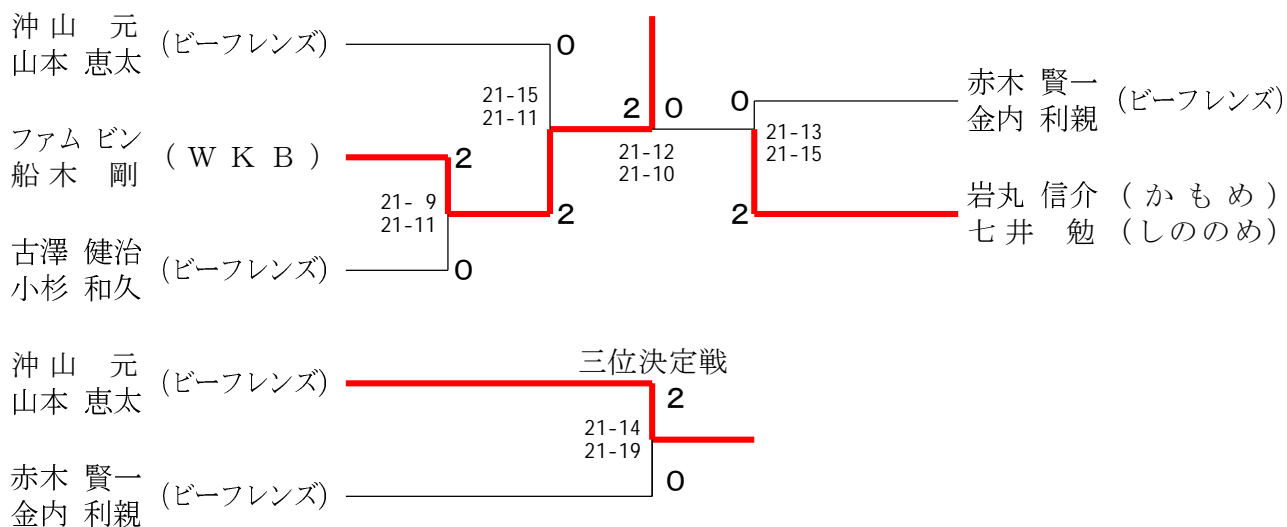 沖 山　元
山本 恵太
(ビーフレンズ)
0
21-15
21-11
2
0
21-12
21-10
0
21-13
21-15
赤木 賢一
金内 利親
(ビーフレンズ)
ファム ビン
船 木　剛
( W K B )
2
21- 9
21-11
2
2
岩丸 信介 ( か も め )
七 井　勉 (しののめ)
古澤 健治
小杉 和久
(ビーフレンズ)
0
三位決定戦
沖 山　元
山本 恵太
(ビーフレンズ)
2
21-14
21-19
赤木 賢一
金内 利親
(ビーフレンズ)
0